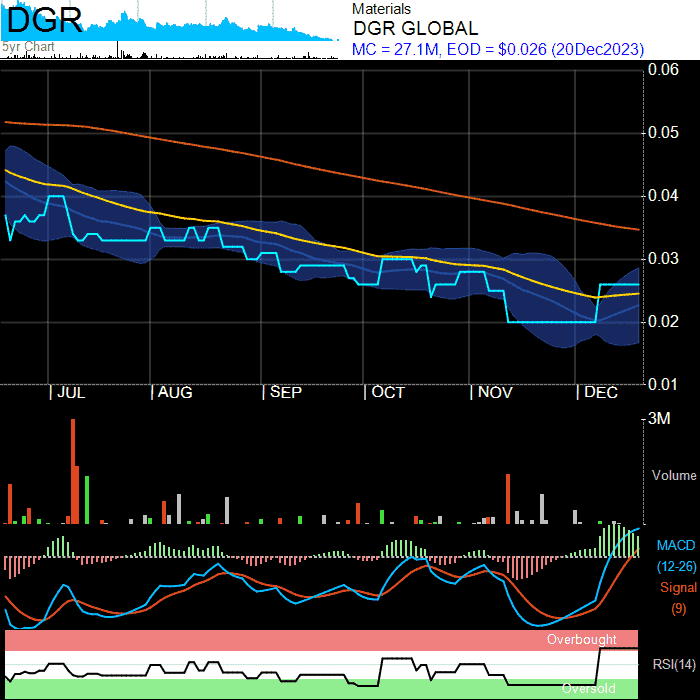 DGR
5yr Chart
Materials
DGR GLOBAL
MC = 27.1M, EOD = $0.026 (20Dec2023)
0.06
0.05
0.04
0.03
0.02
0.01
| JUL | AUG | SEP | OCT | NOV | DEC
3M
Volume
MACD
(12-26)
Signal
(9)
Overbought
RSI(14)
Oversold